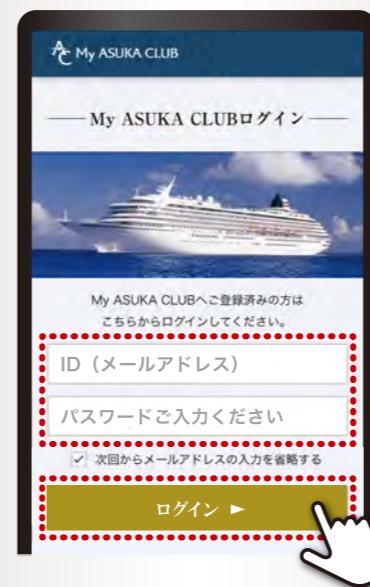 AC My ASUKA CLUB
My ASUKA CLUBログイン
My ASUKA CLUBへご登録済みの方は
こちらからログインしてください。
ID（メールアドレス）
パスワードご入力ください
次回からメールアドレスの入力を省略する
ログイン ►